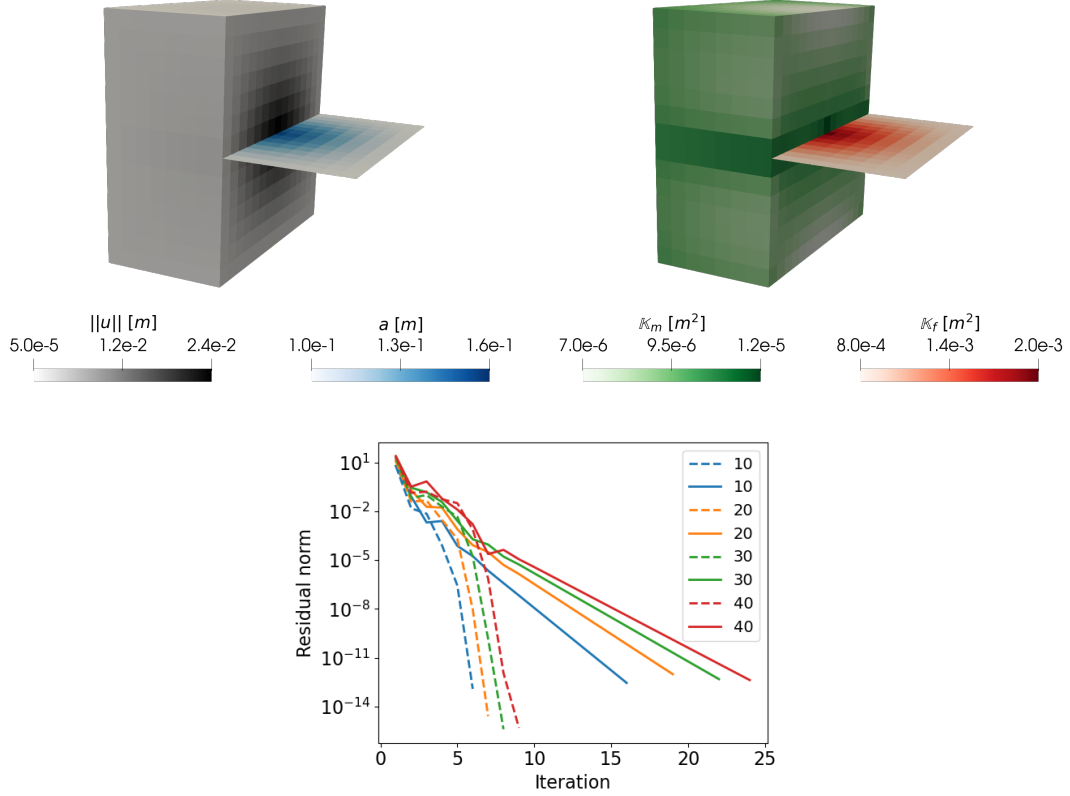 ||u|| [m]
5.0e-5 1.2e-2 2.4e-2
a [m]
1.0e-1 1.3e-1 1.6e-1
𝕂m [m²]
7.0e-6 9.5e-6 1.2e-5
𝕂f [m²]
8.0e-4 1.4e-3 2.0e-3
10¹
10⁻²
10⁻⁵
10⁻⁸
10⁻¹¹
10⁻¹⁴
Residual norm
10
10
20
20
30
30
40
40
0 5 10 15 20 25
Iteration